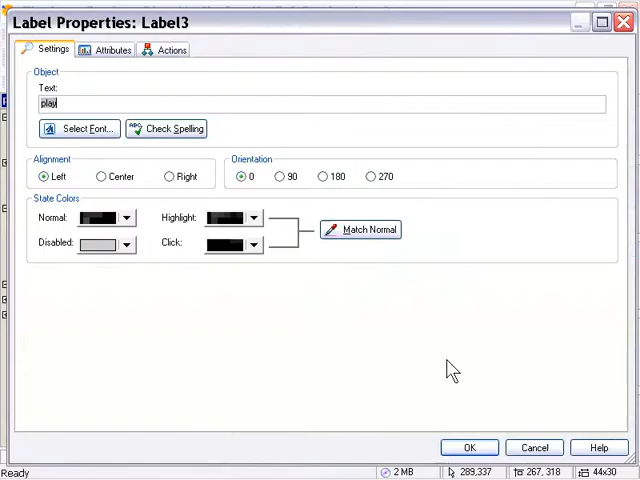 Label Properties: Label3
Settings Attributes Actions
Object
Text:
play
Select Font... Check Spelling
Alignment Orientation
Left Center Right 0 90 180 270
State Colors
Normal: Highlight: Match Normal
Disabled: Click:
OK Cancel Help
Ready 2 MB 289,337 267, 318 44x30